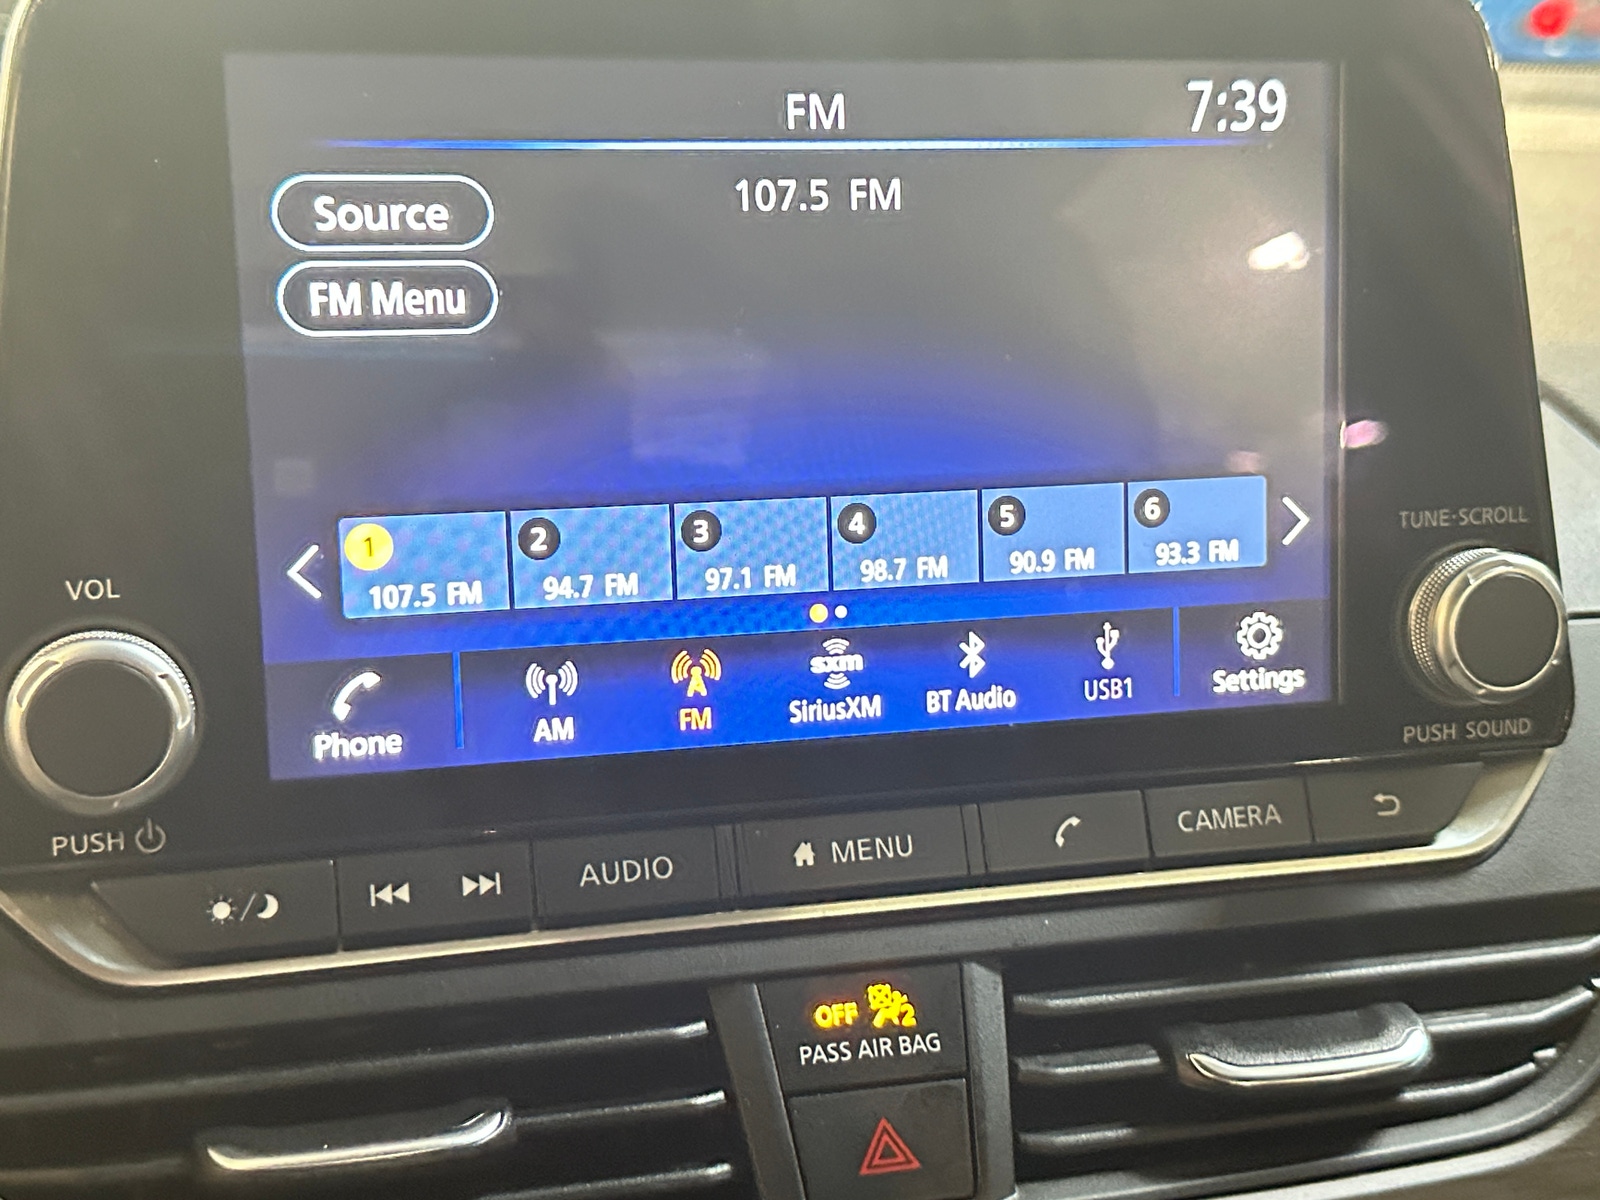 FM
7:39
Source
107.5 FM
FM Menu
1
107.5 FM
2
94.7 FM
3
97.1 FM
4
98.7 FM
5
90.9 FM
6
93.3 FM
TUNE·SCROLL
VOL
Phone
AM
FM
sxm
SiriusXM
BT Audio
USB1
Settings
PUSH SOUND
PUSH
AUDIO
MENU
CAMERA
OFF 2
PASS AIR BAG